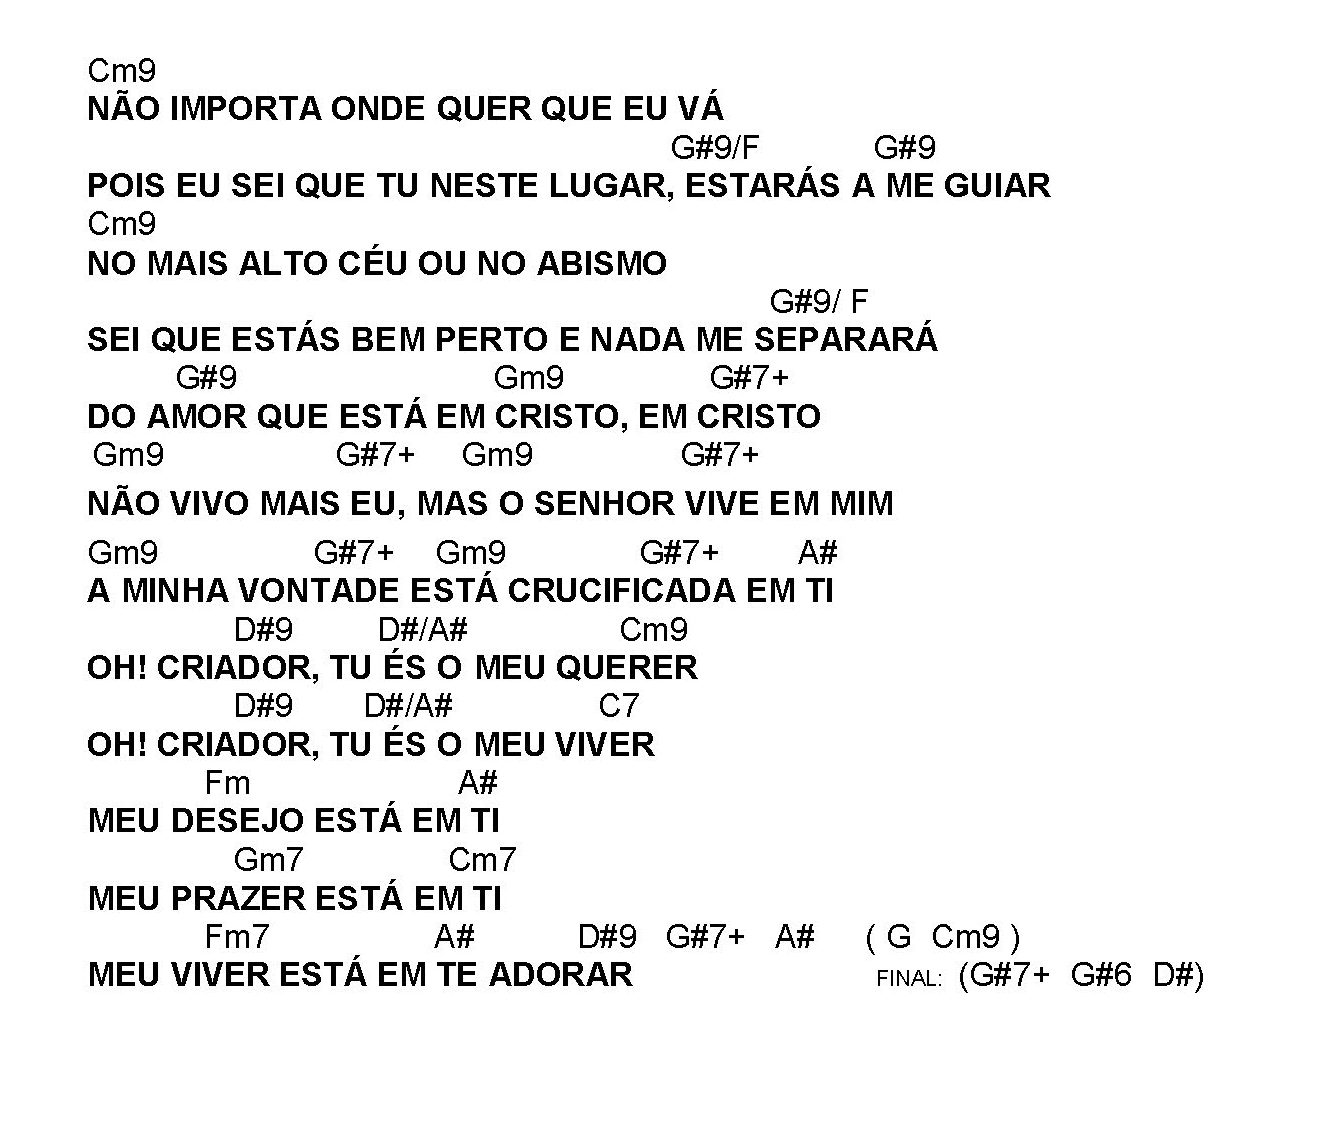 Cm9
NÃO IMPORTA ONDE QUER QUE EU VÁ
G#9/F G#9
POIS EU SEI QUE TU NESTE LUGAR, ESTARÁS A ME GUIAR
Cm9
NO MAIS ALTO CÉU OU NO ABISMO
G#9/ F
SEI QUE ESTÁS BEM PERTO E NADA ME SEPARARÁ
G#9 Gm9 G#7+
DO AMOR QUE ESTÁ EM CRISTO, EM CRISTO
Gm9 G#7+ Gm9 G#7+
NÃO VIVO MAIS EU, MAS O SENHOR VIVE EM MIM
Gm9 G#7+ Gm9 G#7+ A#
A MINHA VONTADE ESTÁ CRUCIFICADA EM TI
D#9 D#/A# Cm9
OH! CRIADOR, TU ÉS O MEU QUERER
D#9 D#/A# C7
OH! CRIADOR, TU ÉS O MEU VIVER
Fm A#
MEU DESEJO ESTÁ EM TI
Gm7 Cm7
MEU PRAZER ESTÁ EM TI
Fm7 A# D#9 G#7+ A# ( G Cm9 )
MEU VIVER ESTÁ EM TE ADORAR FINAL: (G#7+ G#6 D#)